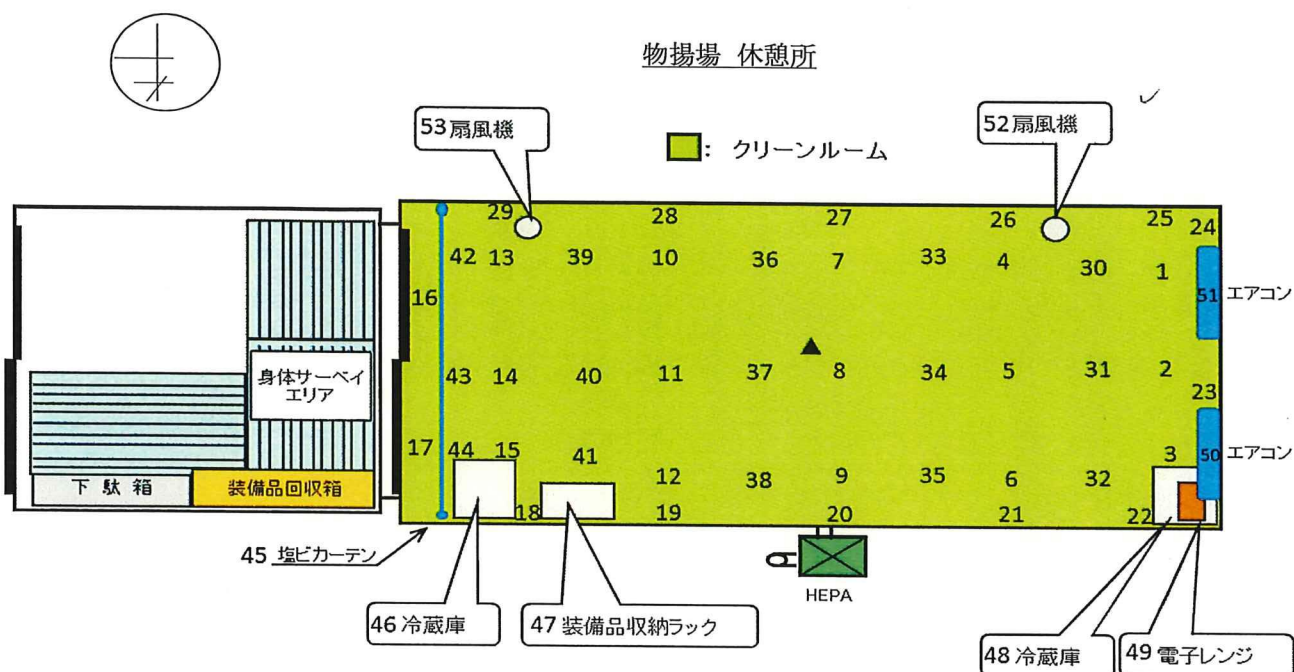 物揚場 休憩所
53 扇風機
52 扇風機
: クリーンルーム
29 28 27 26 25 24
42 13 39 10 36 7 33 4 30 1
16
51 エアコン
身体サーベイ
エリア
43 14 40 11 37 8 34 5 31 2
23
17 44 15 41 12 38 9 35 6 32 3
50 エアコン
下駄箱
装備品回収箱
18 19 20 21 22
45 塩ビカーテン
HEPA
46 冷蔵庫
47 装備品収納ラック
48 冷蔵庫
49 電子レンジ